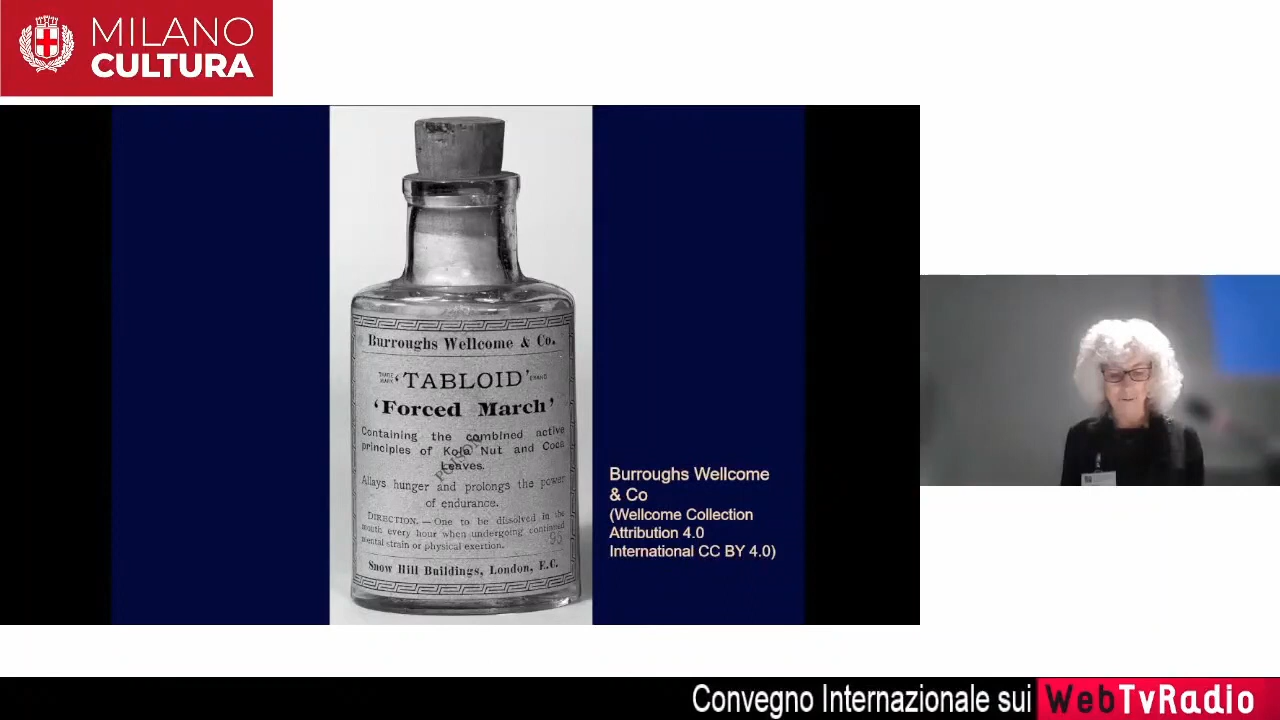 MILANO
CULTURA
Burroughs Wellcome & Co.
TRADE MARK 'TABLOID' BRAND
'Forced March'
Containing the combined active
principles of Kola Nut and Coca
Leaves.
POISON
Allays hunger and prolongs the power
of endurance.
DIRECTION. — One to be dissolved in the
mouth every hour when undergoing continued
mental strain or physical exertion.
95
Snow Hill Buildings, London, E.C.
Burroughs Wellcome
& Co
(Wellcome Collection
Attribution 4.0
International CC BY 4.0)
Convegno Internazionale sui
WebTvRadio